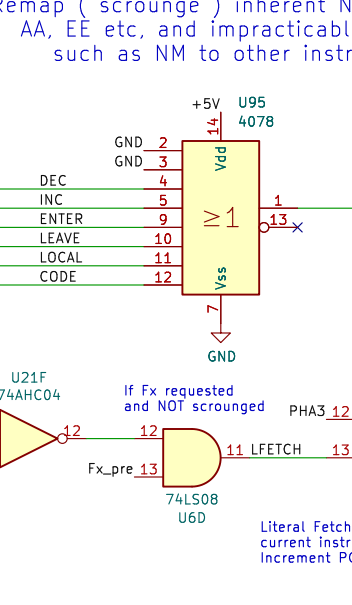 Remap ( scrounge ) inherent N
AA, EE etc, and impracticabl
such as NM to other instr
+5V
U95
4078
14
Vdd
GND 2
GND 3
DEC 4
INC 5
ENTER 9
LEAVE 10
LOCAL 11
CODE 12
≥1
1
13
Vss
7
GND
U21F
74AHC04
12
If Fx requested
and NOT scrounged
12
Fx_pre 13
11 LFETCH
74LS08
U6D
PHA3 12
13
Literal Fetch
current instr
Increment PC